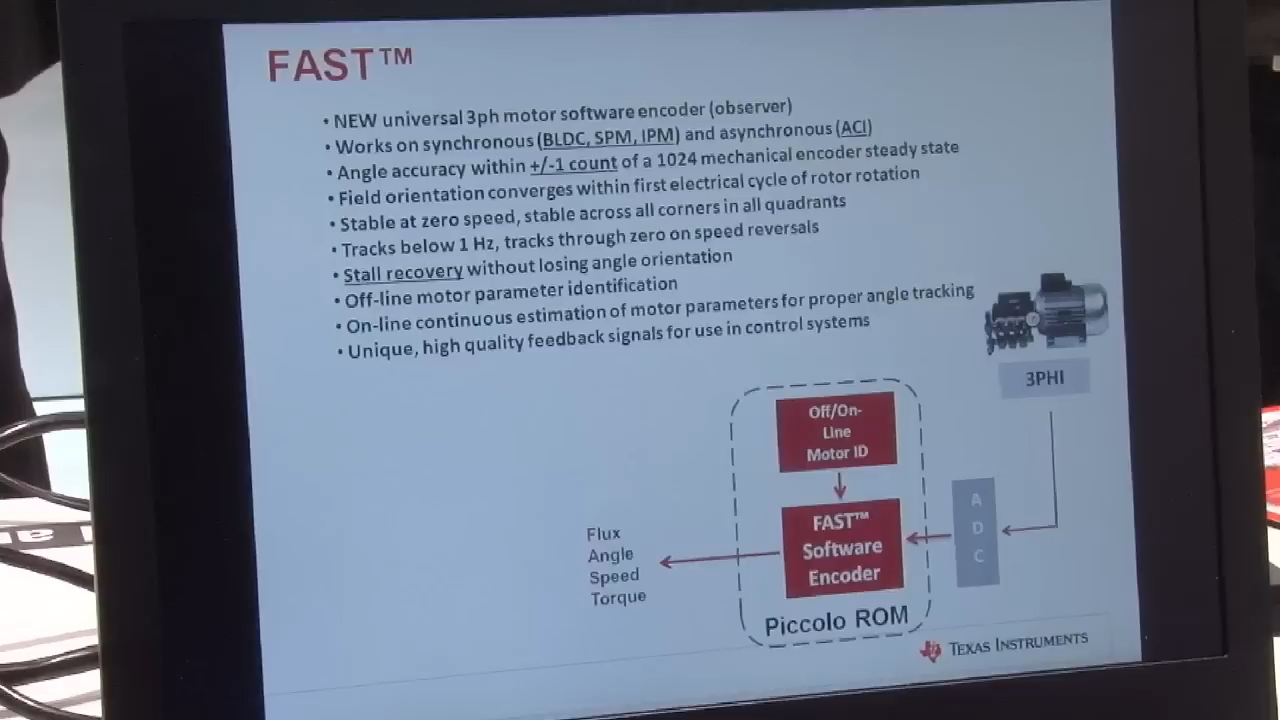 FAST™
• NEW universal 3ph motor software encoder (observer)
• Works on synchronous (BLDC, SPM, IPM) and asynchronous (ACI)
• Angle accuracy within +/-1 count of a 1024 mechanical encoder steady state
• Field orientation converges within first electrical cycle of rotor rotation
• Stable at zero speed, stable across all corners in all quadrants
• Tracks below 1 Hz, tracks through zero on speed reversals
• Stall recovery without losing angle orientation
• Off-line motor parameter identification
• On-line continuous estimation of motor parameters for proper angle tracking
• Unique, high quality feedback signals for use in control systems
3PHI
Off/On-
Line
Motor ID
A
D
C
FAST™
Software
Encoder
Flux
Angle
Speed
Torque
Piccolo ROM
TEXAS INSTRUMENTS